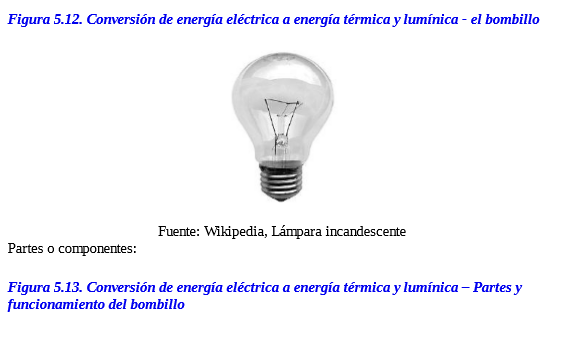 Figura 5.12. Conversión de energía eléctrica a energía térmica y lumínica - el bombillo
Fuente: Wikipedia, Lámpara incandescente
Partes o componentes:
Figura 5.13. Conversión de energía eléctrica a energía térmica y lumínica – Partes y
funcionamiento del bombillo